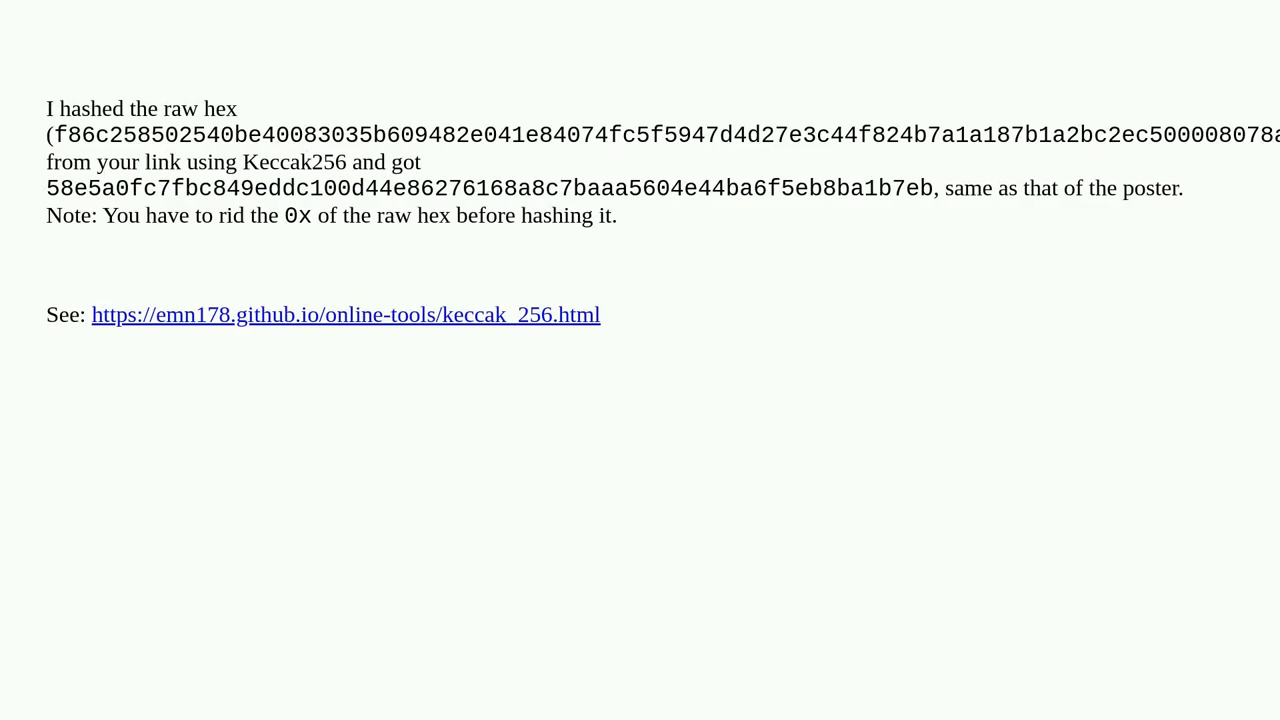 I hashed the raw hex
(f86c258502540be40083035b609482e041e84074fc5f5947d4d27e3c44f824b7a1a187b1a2bc2ec500008078a
from your link using Keccak256 and got
58e5a0fc7fbc849eddc100d44e86276168a8c7baaa5604e44ba6f5eb8ba1b7eb, same as that of the poster.
Note: You have to rid the 0x of the raw hex before hashing it.
See: https://emn178.github.io/online-tools/keccak_256.html